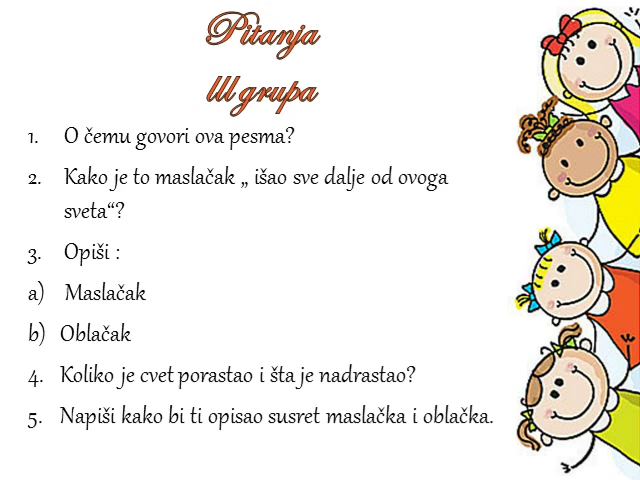 Pitanja
III grupa
1. O čemu govori ova pesma?
2. Kako je to maslačak „ išao sve dalje od ovoga
sveta“?
3. Opiši :
a) Maslačak
b) Oblačak
4. Koliko je cvet porastao i šta je nadrastao?
5. Napiši kako bi ti opisao susret maslačka i oblačka.